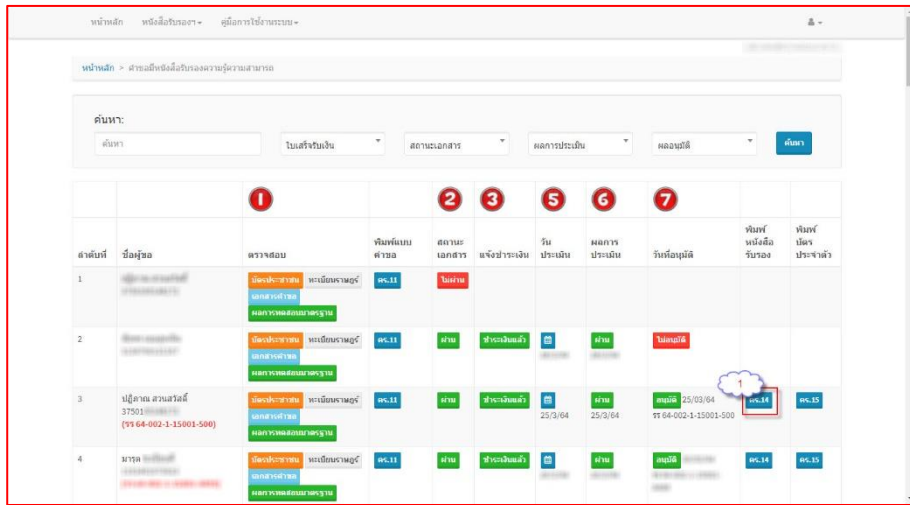 หน้าหลัก หนังสือรับรองฯ คู่มือการใช้งานระบบ
หน้าหลัก > คำขอมีหนังสือรับรองความรู้ความสามารถ
ค้นหา:
ค้นหา ใบเสร็จรับเงิน สถานะเอกสาร ผลการประเมิน ผลอนุมัติ ค้นหา
1 2 3 5 6 7
ลำดับที่ ชื่อผู้ขอ ตรวจสอบ พิมพ์แบบคำขอ สถานะเอกสาร แจ้งชำระเงิน วันประเมิน ผลการประเมิน วันที่อนุมัติ พิมพ์หนังสือรับรอง พิมพ์บัตรประจำตัว
1 บัตรประชาชน ทะเบียนราษฎร์ คร.11 ไม่ผ่าน
เอกสารคำขอ
ผลการทดสอบมาตรฐาน
2 บัตรประชาชน ทะเบียนราษฎร์ คร.11 ผ่าน ชำระเงินแล้ว ผ่าน ไม่อนุมัติ
เอกสารคำขอ
ผลการทดสอบมาตรฐาน
1
3 ปฏิภาณ สวนสวัสดิ์ บัตรประชาชน ทะเบียนราษฎร์ คร.11 ผ่าน ชำระเงินแล้ว ผ่าน อนุมัติ 25/03/64 คร.14 คร.15
37501 เอกสารคำขอ 25/3/64 25/3/64 รร 64-002-1-15001-500
(รร 64-002-1-15001-500) ผลการทดสอบมาตรฐาน
4 มารุต บัตรประชาชน ทะเบียนราษฎร์ คร.11 ผ่าน ชำระเงินแล้ว ผ่าน อนุมัติ คร.14 คร.15
เอกสารคำขอ
ผลการทดสอบมาตรฐาน